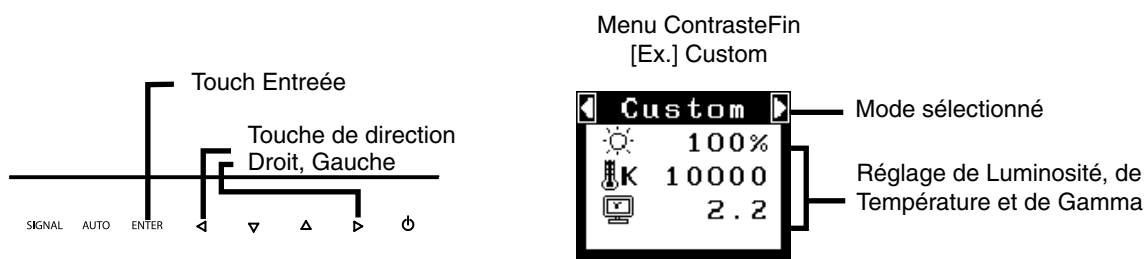 Menu ContrasteFin
[Ex.] Custom
Touch Entreée
Touche de direction
Droit, Gauche
SIGNAL AUTO ENTER
Custom
100%
K 10000
2.2
Mode sélectionné
Réglage de Luminosité, de
Température et de Gamma